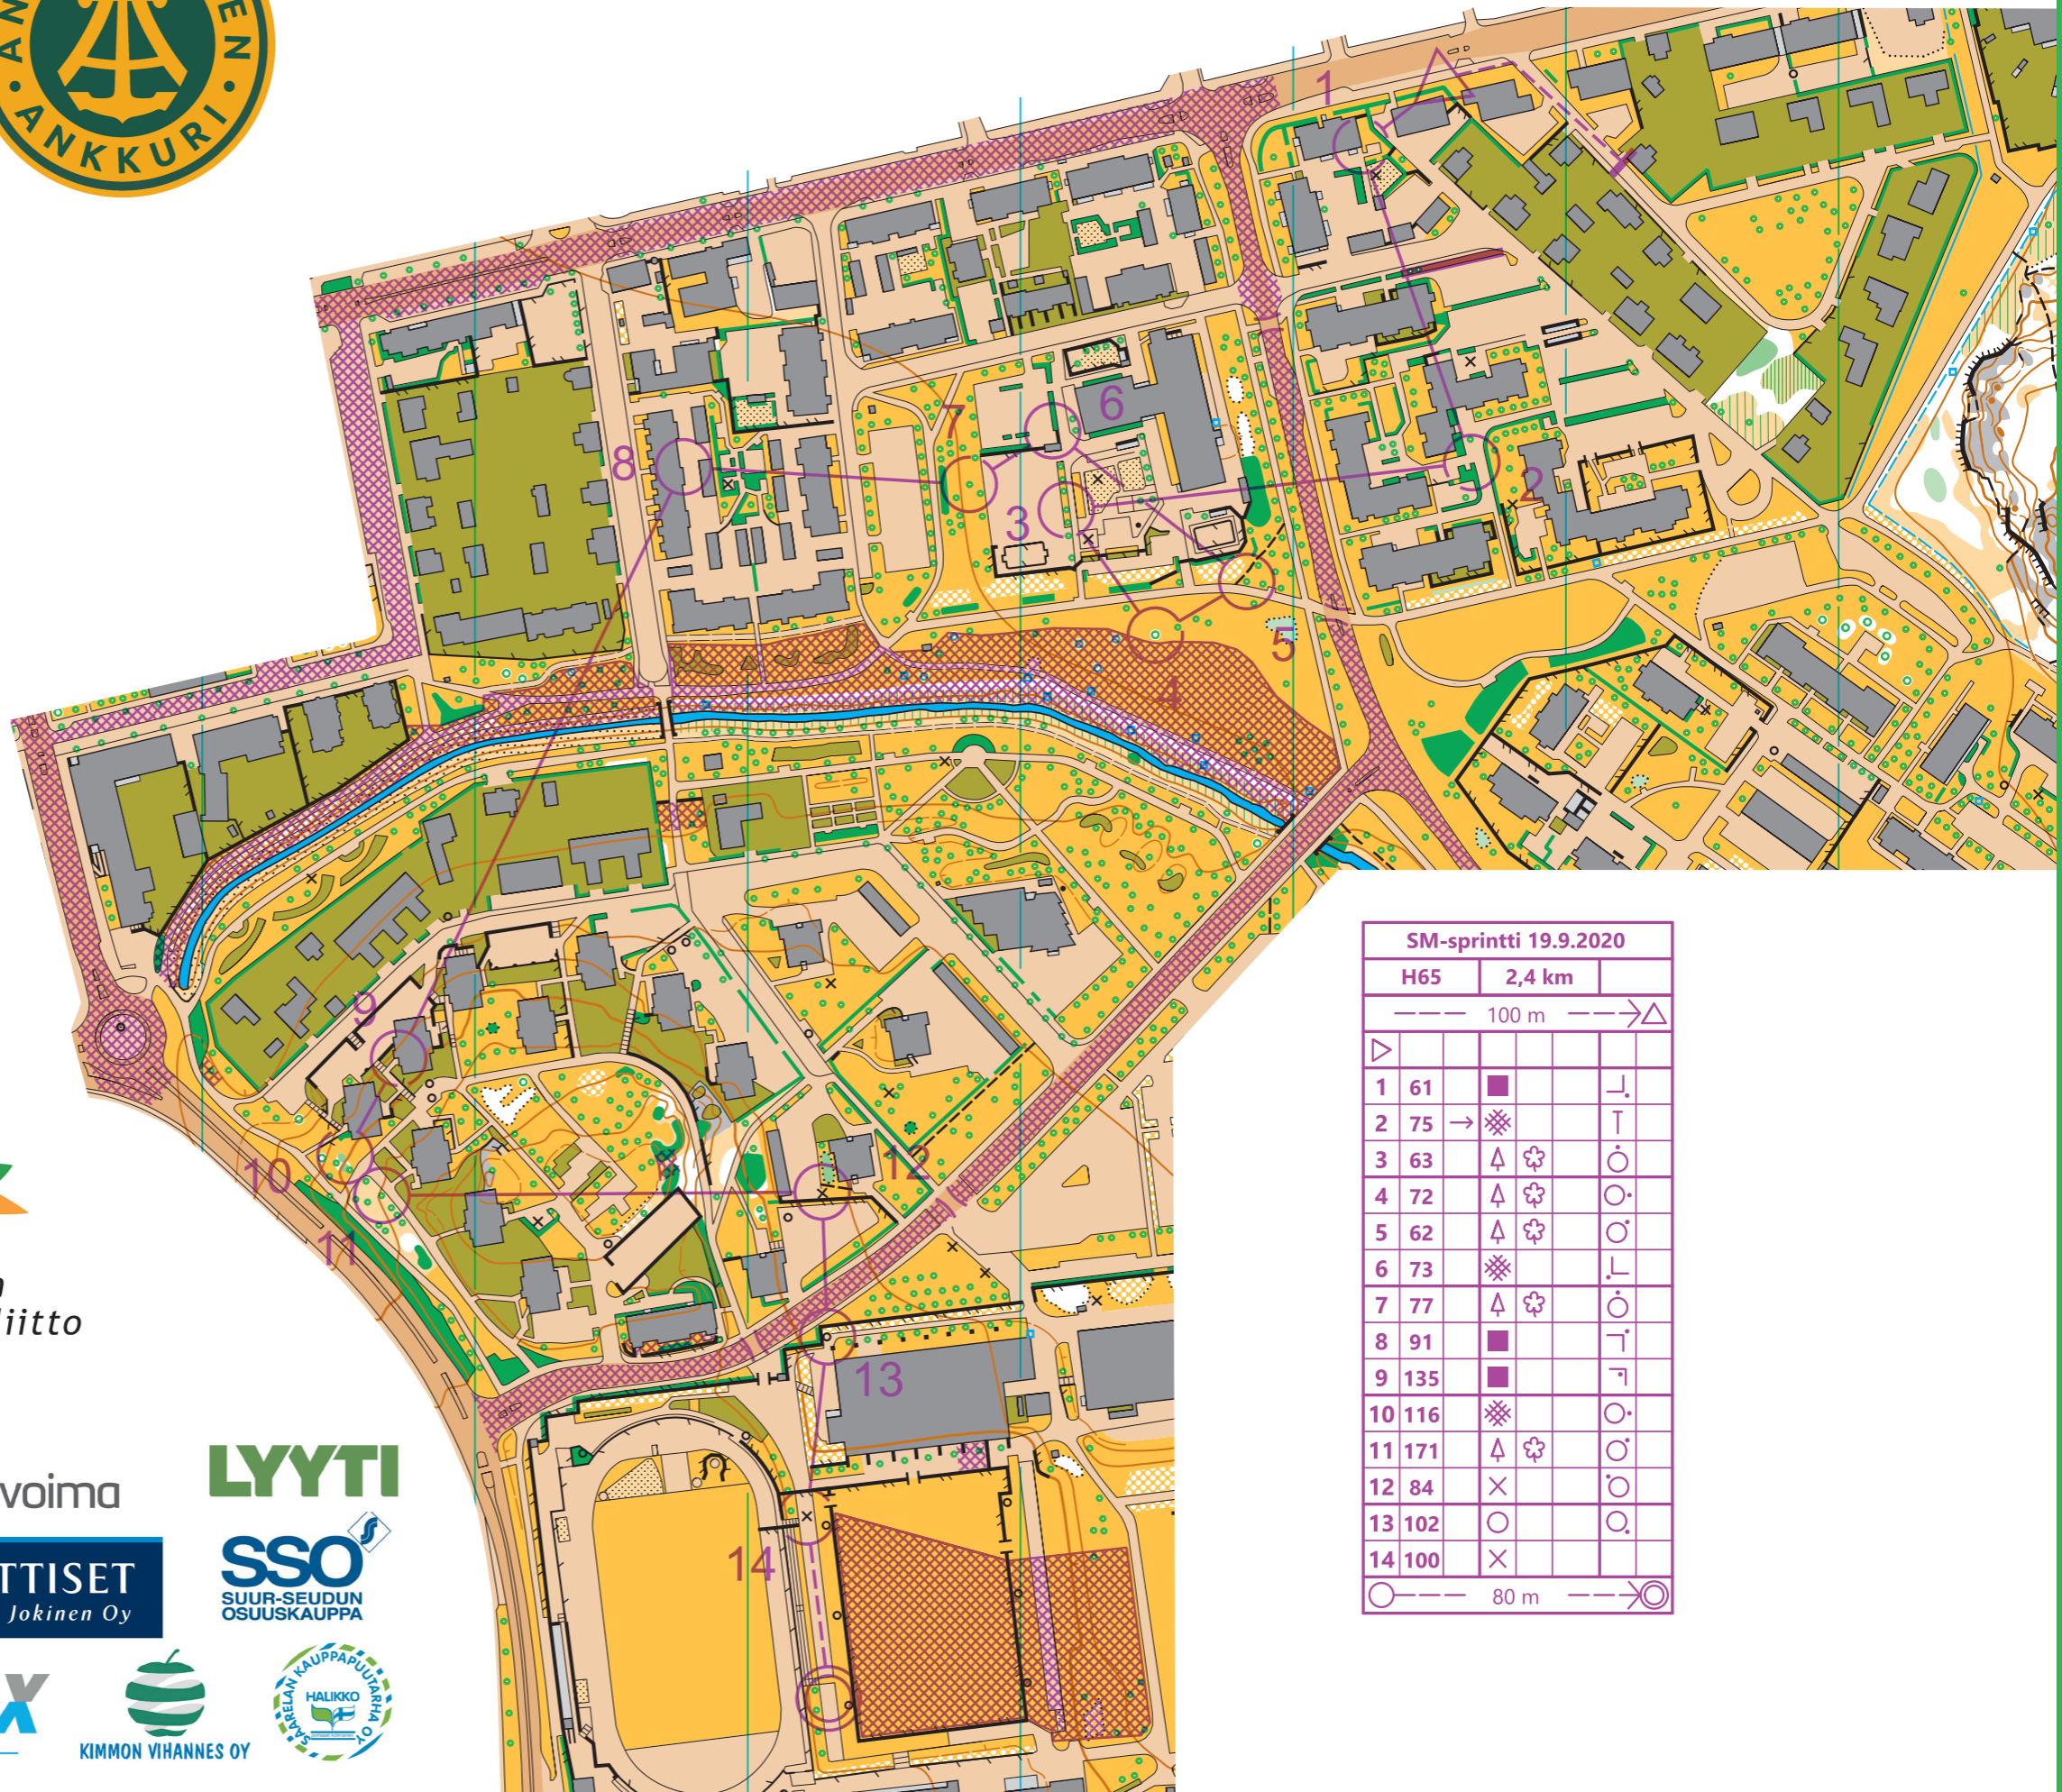 ANKKURI
1
6
7
8
3
2
5
4
9
10
11
12
13
14
SM-sprintti 19.9.2020
H65 2,4 km
100 m
1 61
2 75
3 63
4 72
5 62
6 73
7 77
8 91
9 135
10 116
11 171
12 84
13 102
14 100
80 m
liitto
voima
LYYTI
TTISET
Jokinen Oy
SSO
SUUR-SEUDUN
OSUUSKAUPPA
X
KIMMON VIHANNES OY
SAARELAN KAUPPAPUUTARHA OY
HALIKKO